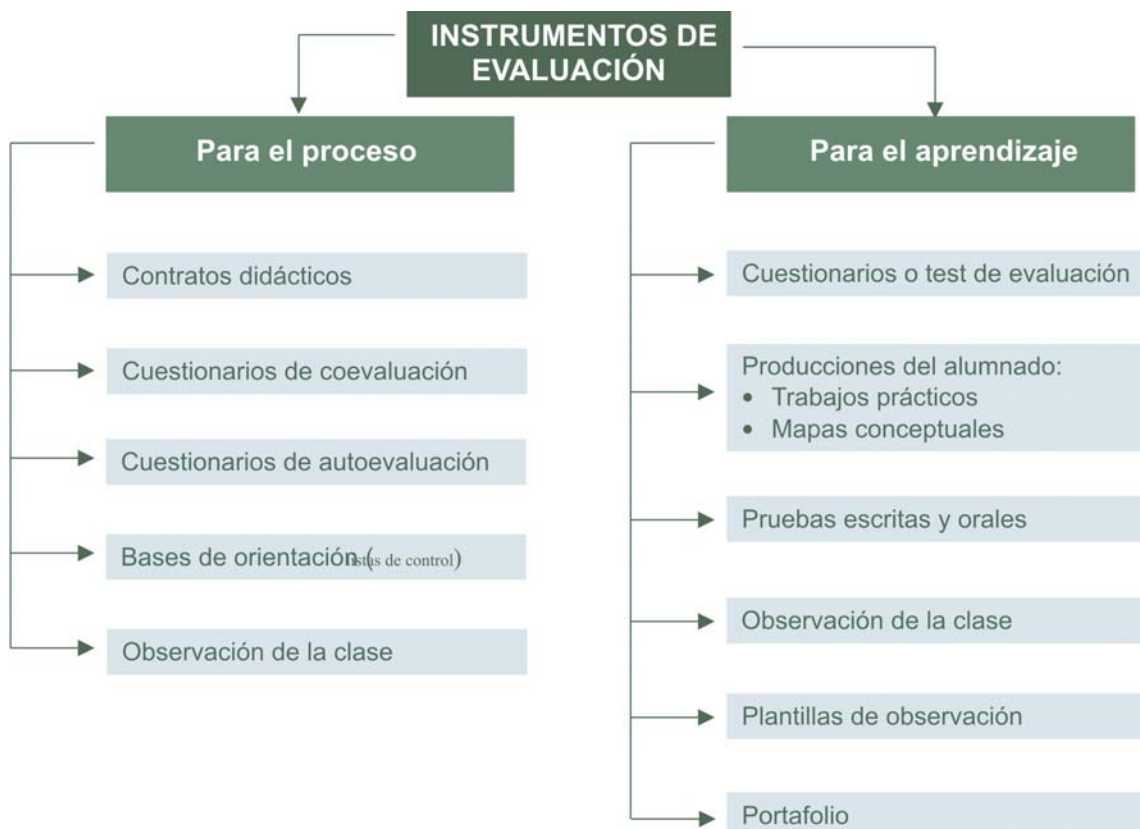 INSTRUMENTOS DE
EVALUACIÓN
Para el proceso
Contratos didácticos
Cuestionarios de coevaluación
Cuestionarios de autoevaluación
Bases de orientación (istas de control)
Observación de la clase
Para el aprendizaje
Cuestionarios o test de evaluación
Producciones del alumnado:
• Trabajos prácticos
• Mapas conceptuales
Pruebas escritas y orales
Observación de la clase
Plantillas de observación
Portafolio